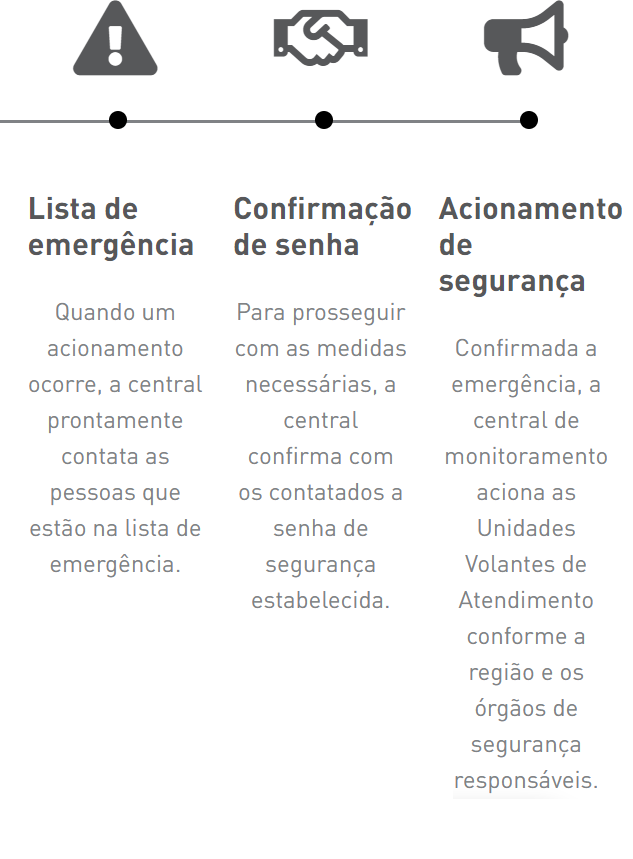 Lista de
emergência
Quando um
acionamento
ocorre, a central
prontamente
contata as
pessoas que
estão na lista de
emergência.
Confirmação
de senha
Para prosseguir
com as medidas
necessárias, a
central
confirma com
os contatados a
senha de
segurança
estabelecida.
Acionamento
de
segurança
Confirmada a
emergência, a
central de
monitoramento
aciona as
Unidades
Volantes de
Atendimento
conforme a
região e os
órgãos de
segurança
responsáveis.